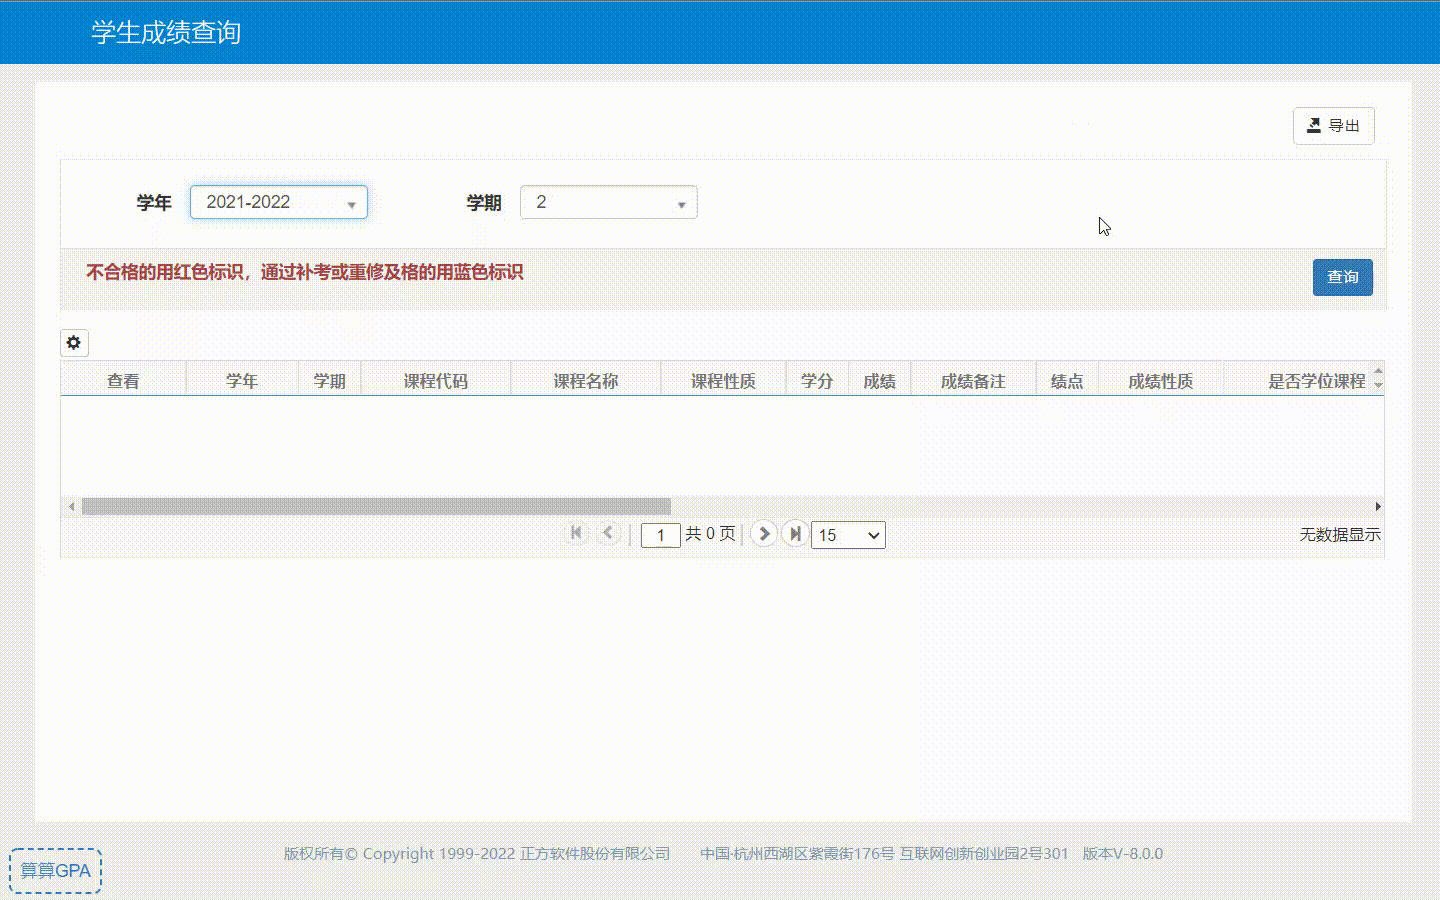 学生成绩查询
导出
学年 2021-2022 学期 2
不合格的用红色标识，通过补考或重修及格的用蓝色标识 查询
查看 学年 学期 课程代码 课程名称 课程性质 学分 成绩 成绩备注 绩点 成绩性质 是否学位课程
1 共 0 页 15 无数据显示
版权所有© Copyright 1999-2022 正方软件股份有限公司 中国·杭州西湖区紫霞街176号 互联网创新创业园2号301 版本V-8.0.0
算算GPA